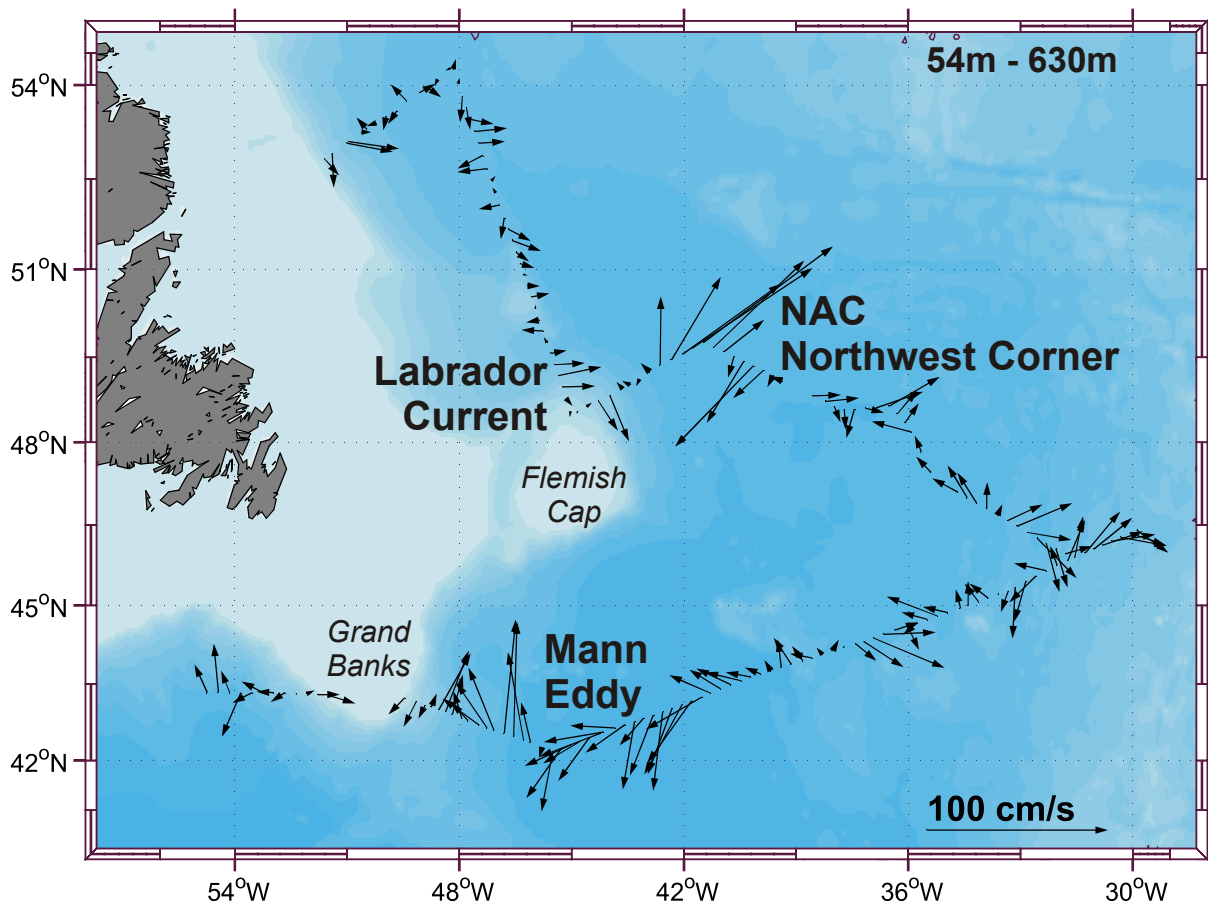 54m - 630m
54°N
51°N
NAC
Northwest Corner
Labrador
Current
48°N
Flemish
Cap
45°N
Grand
Banks
Mann
Eddy
42°N
100 cm/s
54°W
48°W
42°W
36°W
30°W